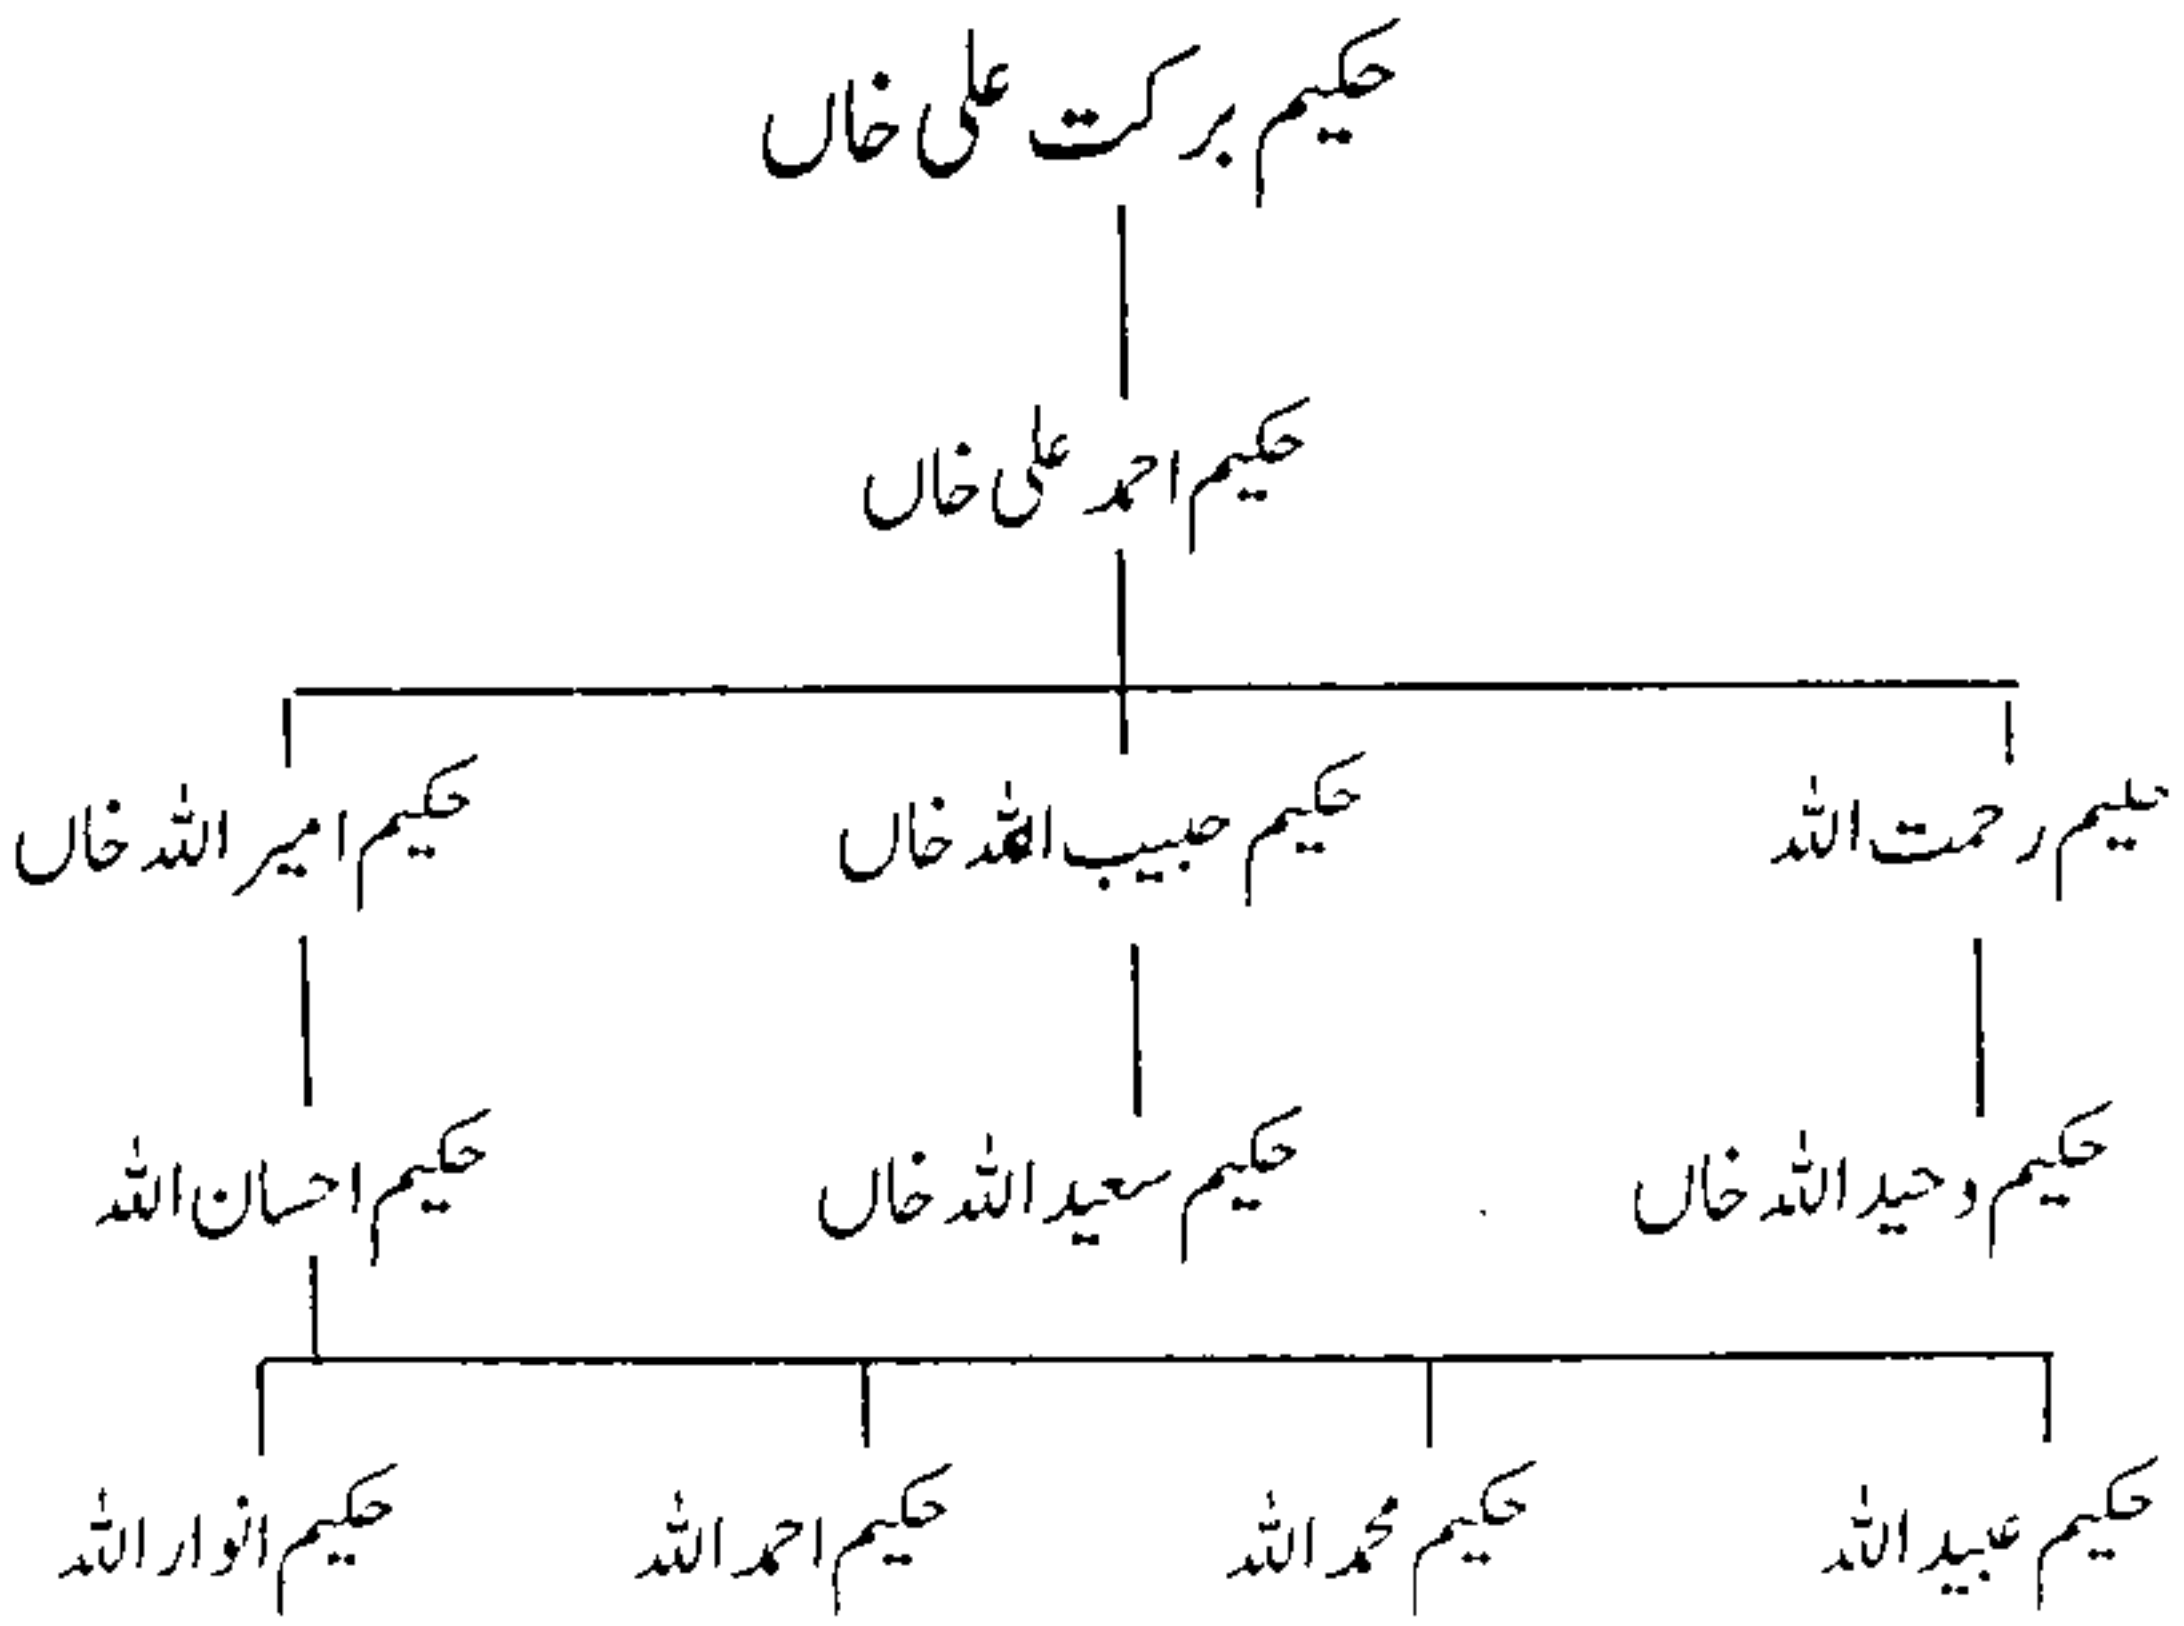 حکیم برکت علی خاں
حکیم احمد علی خاں
حکیم رحمت اللہ
حکیم حبیب اللہ خاں
حکیم امیر اللہ خاں
حکیم وحید اللہ خاں
حکیم سعید اللہ خاں
حکیم احسان اللہ
حکیم عبید اللہ
حکیم محمد اللہ
حکیم احمد اللہ
حکیم انوار اللہ